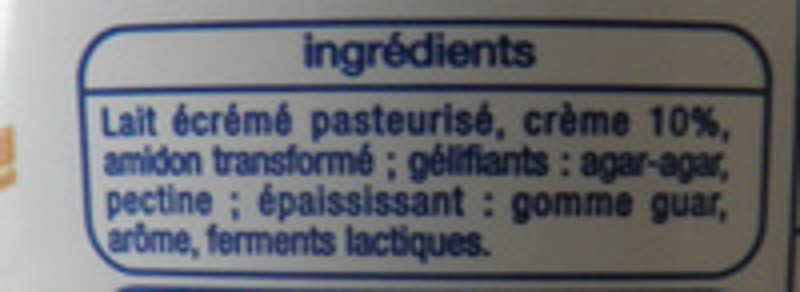 ingrédients
Lait écrémé pasteurisé, crème 10%,
amidon transformé ; gélifiants : agar-agar,
pectine ; épaississant : gomme guar,
arôme, ferments lactiques.